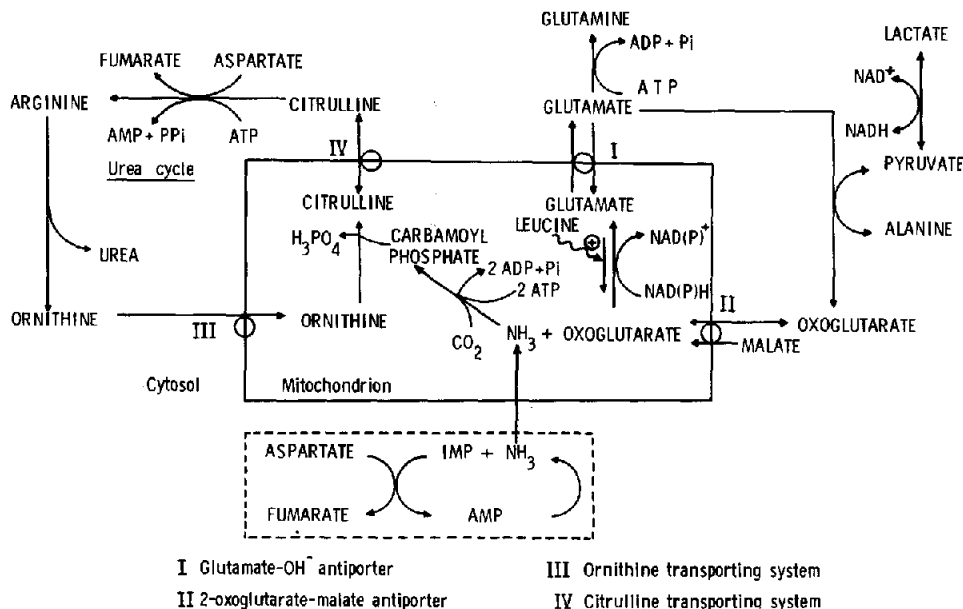 GLUTAMINE
ADP + Pi
ATP
GLUTAMATE
LACTATE
NAD+
NADH
PYRUVATE
ALANINE
FUMARATE ASPARTATE
ARGININE
CITRULLINE
AMP + PPi ATP
Urea cycle
IV
I
CITRULLINE
GLUTAMATE
LEUCINE
+
NAD(P)+
NAD(P)H
H3PO4
CARBAMOYL
PHOSPHATE
2 ADP+Pi
2 ATP
UREA
ORNITHINE
III
ORNITHINE
CO2
NH3 + OXOGLUTARATE
II
OXOGLUTARATE
MALATE
Cytosol
Mitochondrion
ASPARTATE
IMP + NH3
FUMARATE
AMP
I Glutamate-OH⁻ antiporter
III Ornithine transporting system
II 2-oxoglutarate-malate antiporter
IV Citrulline transporting system